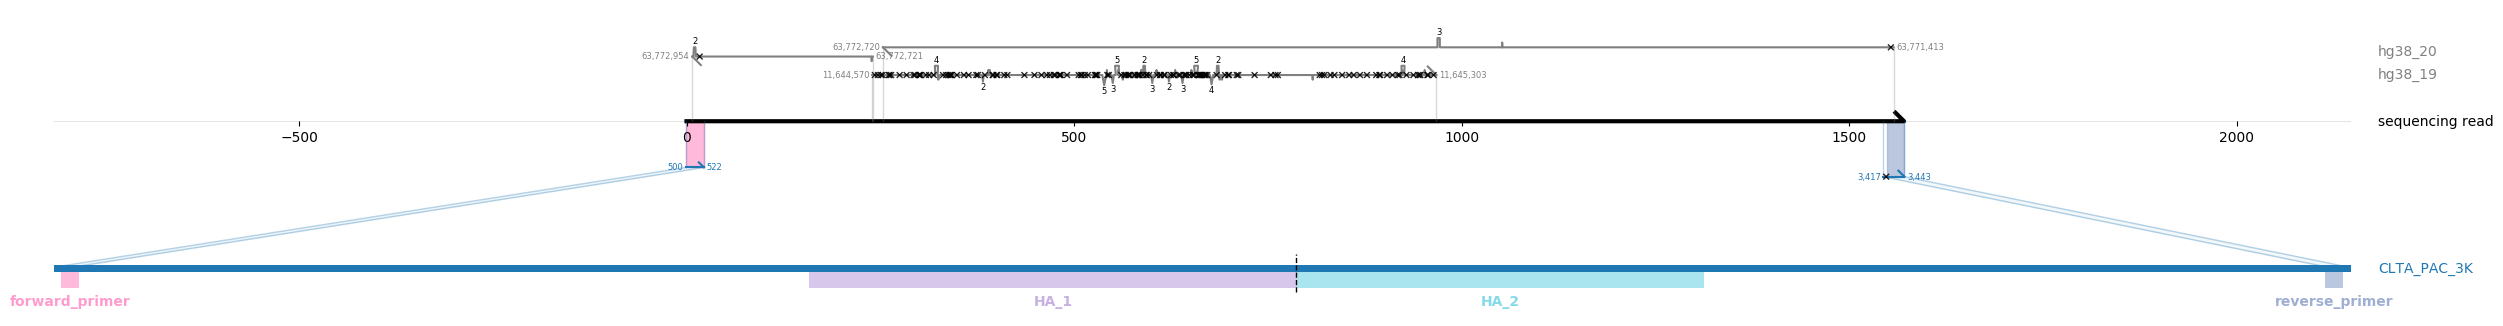 2 3
63,772,720 63,771,413 hg38_20
63,772,954 63,772,721
4 5 2 5 2 4
11,644,570 11,645,303 hg38_19
2 5 3 3 2 3 4
sequencing read
−500 0 500 1000 1500 2000
500 522
3,417 3,443
CLTA_PAC_3K
forward_primer HA_1 HA_2 reverse_primer